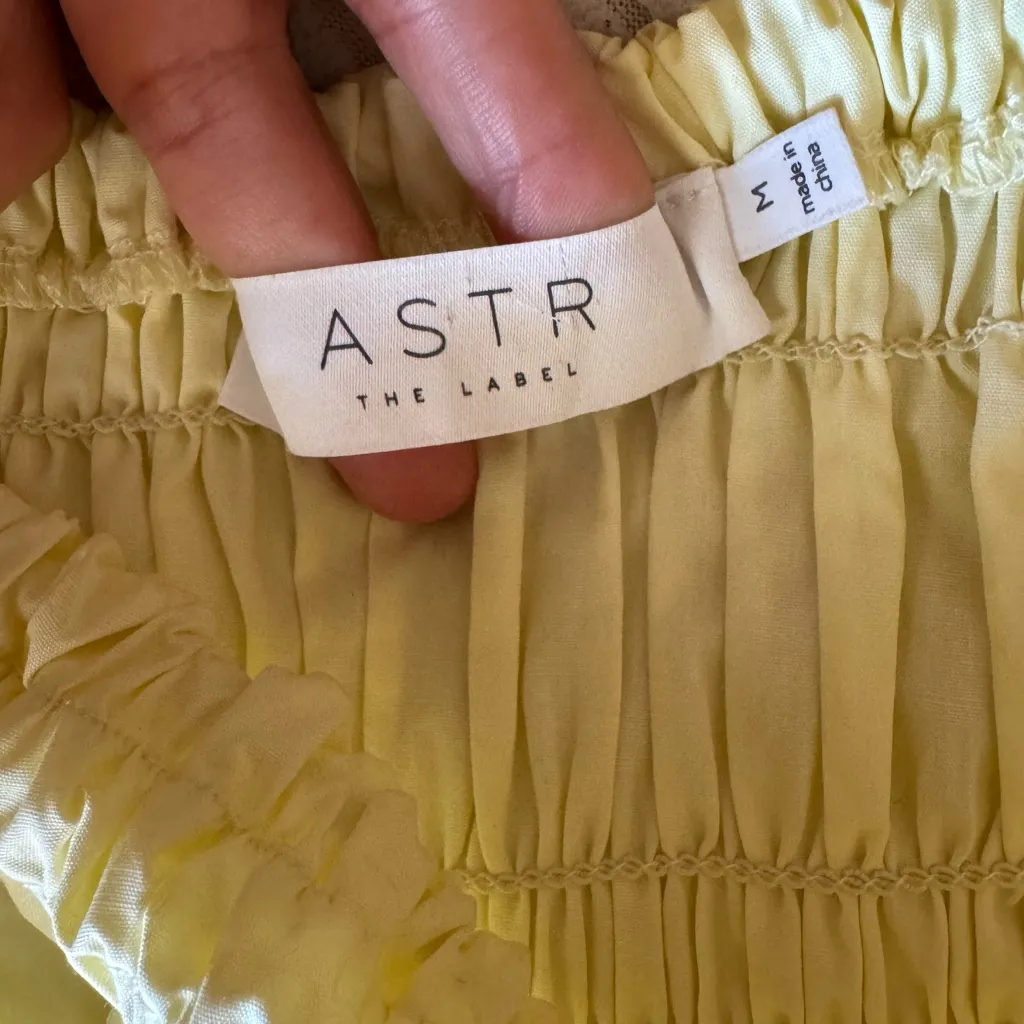 ASTR
THE LABEL
M
made in
china